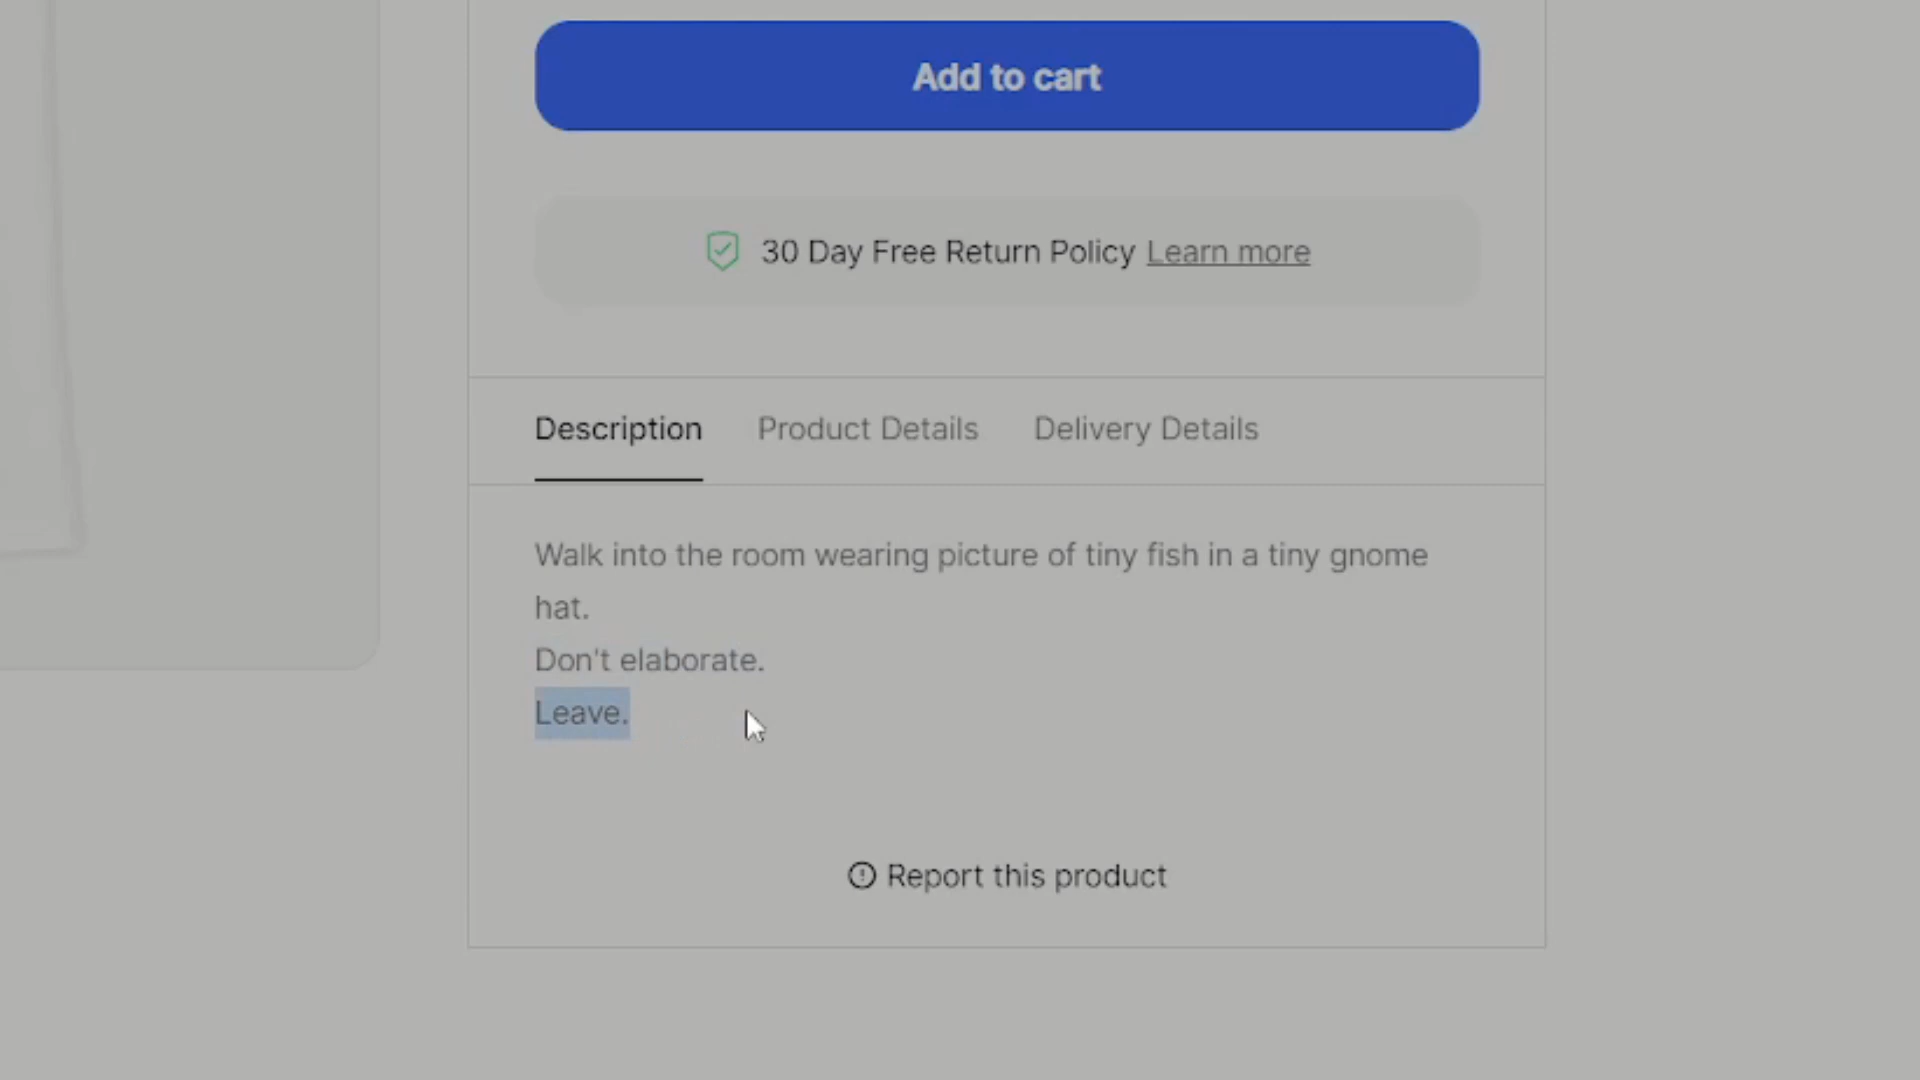 Add to cart
30 Day Free Return Policy Learn more
Description Product Details Delivery Details
Walk into the room wearing picture of tiny fish in a tiny gnome
hat.
Don't elaborate.
Leave.
Report this product